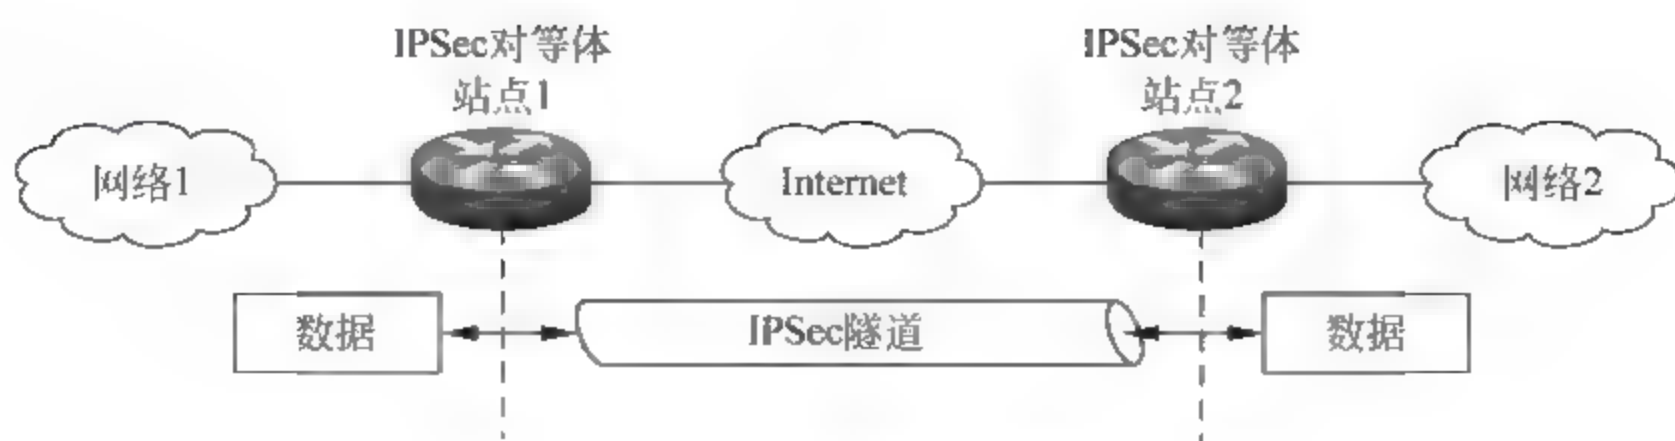 IPSec对等体
站点1
IPSec对等体
站点2
网络1
Internet
网络2
数据
IPSec隧道
数据